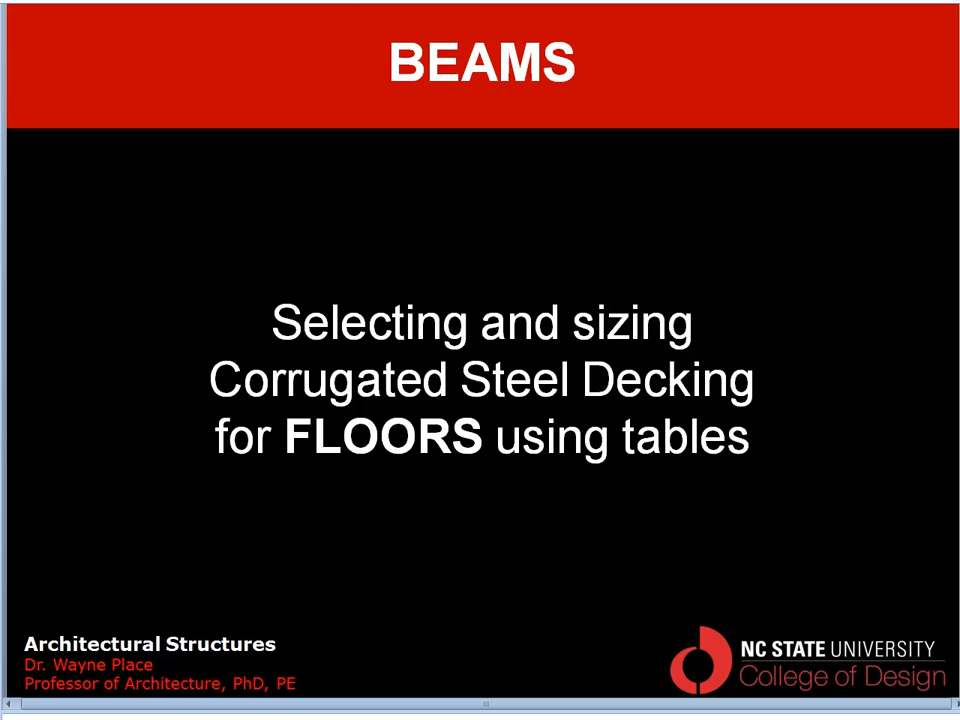 BEAMS
Selecting and sizing
Corrugated Steel Decking
for FLOORS using tables
Architectural Structures
Dr. Wayne Place
Professor of Architecture, PhD, PE
NC STATE UNIVERSITY
College of Design